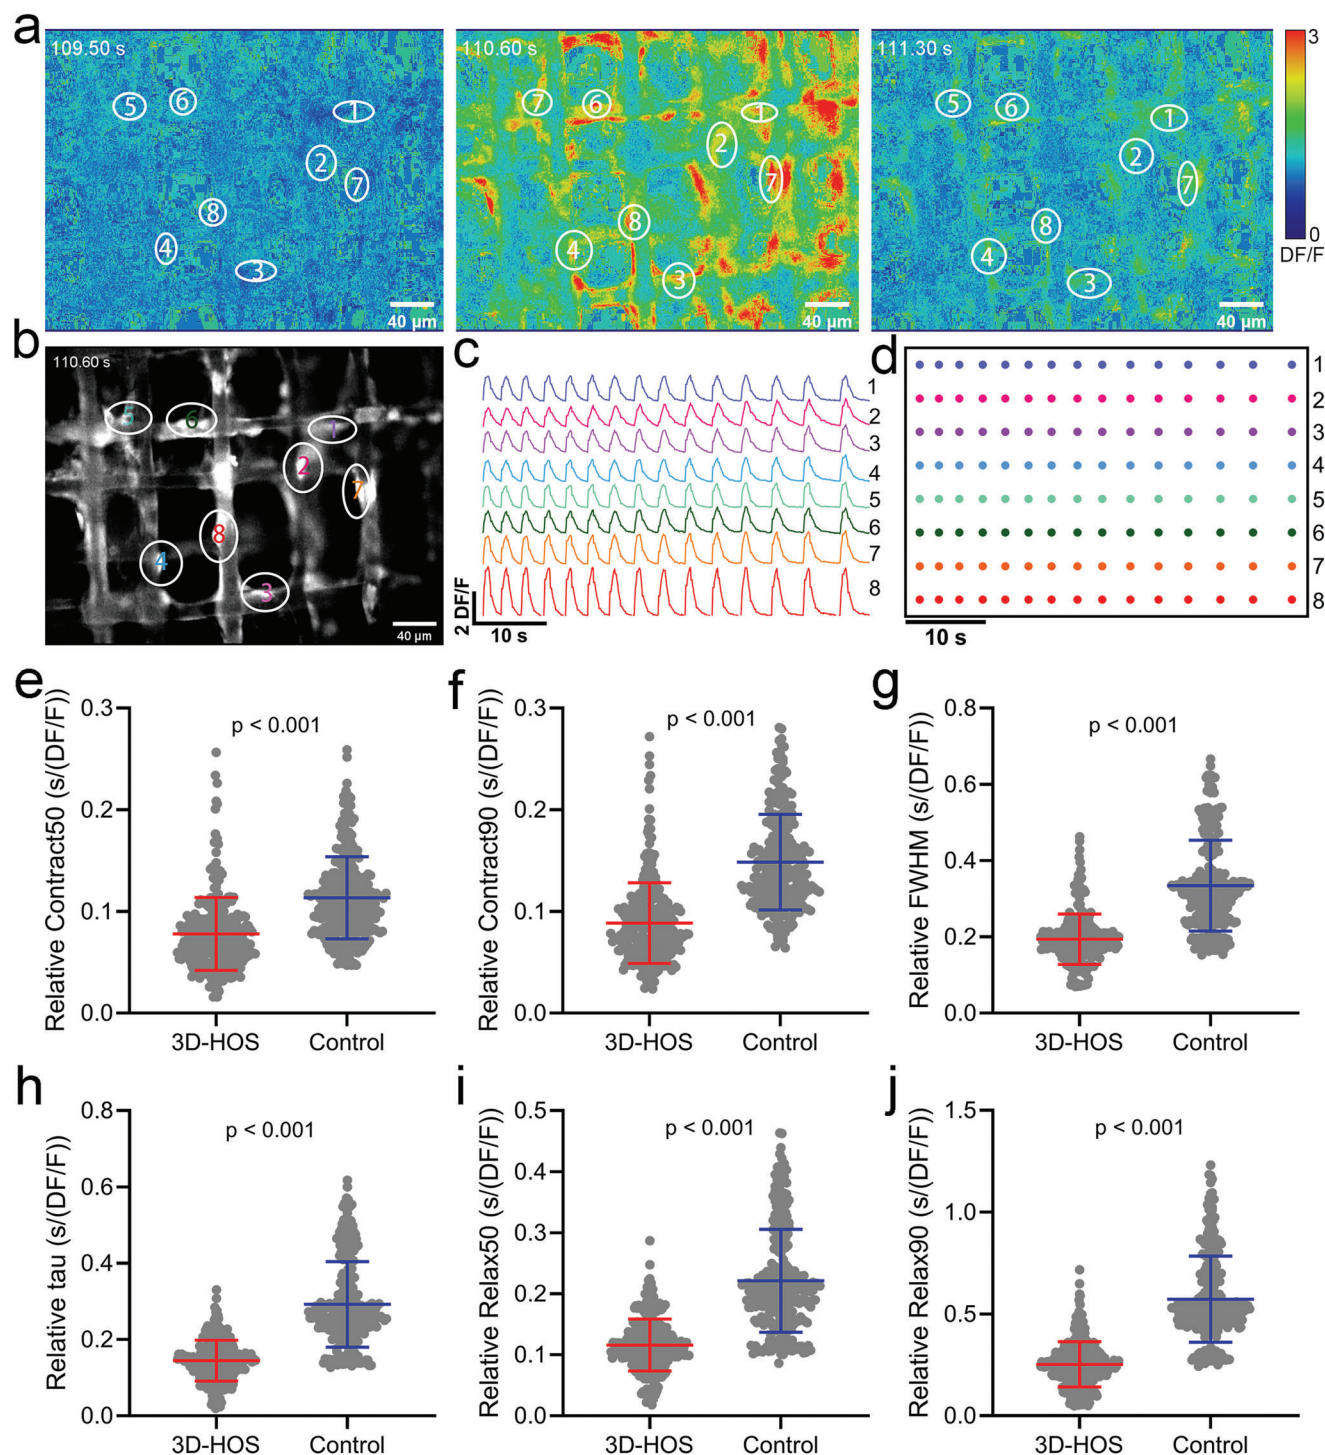 a
109.50 s
5
6
1
2
7
8
4
3
40 µm
110.60 s
7
6
1
2
7
8
4
3
40 µm
111.30 s
5
6
1
2
7
8
4
3
40 µm
3
0
DF/F
b
110.60 s
5
6
1
2
7
8
4
3
40 µm
c
1
2
3
4
5
6
7
8
2 DF/F
10 s
d
1
2
3
4
5
6
7
8
10 s
e
Relative Contract50 (s/(DF/F))
p < 0.001
0.3
0.2
0.1
0.0
3D-HOS
Control
f
Relative Contract90 (s/(DF/F))
p < 0.001
0.3
0.2
0.1
0.0
3D-HOS
Control
g
Relative FWHM (s/(DF/F))
p < 0.001
0.8
0.6
0.4
0.2
0.0
3D-HOS
Control
h
Relative tau (s/(DF/F))
p < 0.001
0.8
0.6
0.4
0.2
0.0
3D-HOS
Control
i
Relative Relax50 (s/(DF/F))
p < 0.001
0.5
0.4
0.3
0.2
0.1
0.0
3D-HOS
Control
j
Relative Relax90 (s/(DF/F))
p < 0.001
1.5
1.0
0.5
0.0
3D-HOS
Control